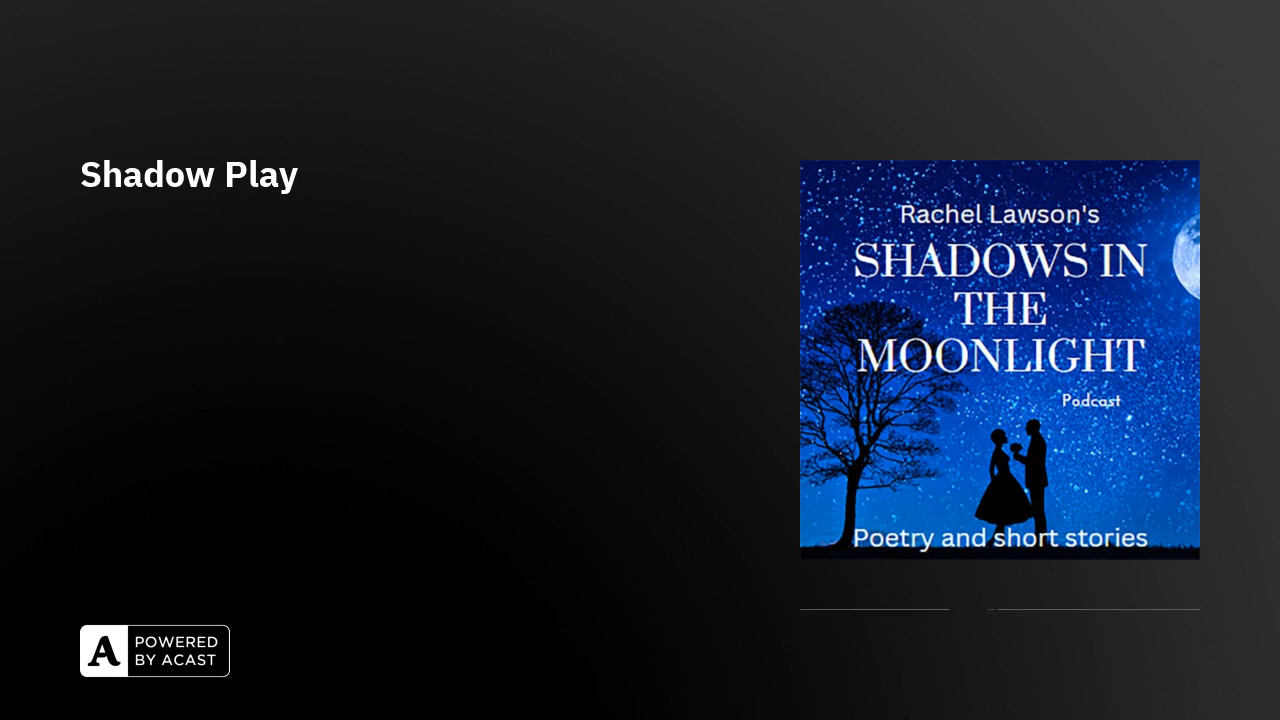 Shadow Play
Rachel Lawson's
SHADOWS IN
THE
MOONLIGHT
Podcast
Poetry and short stories
A
POWERED
BY ACAST